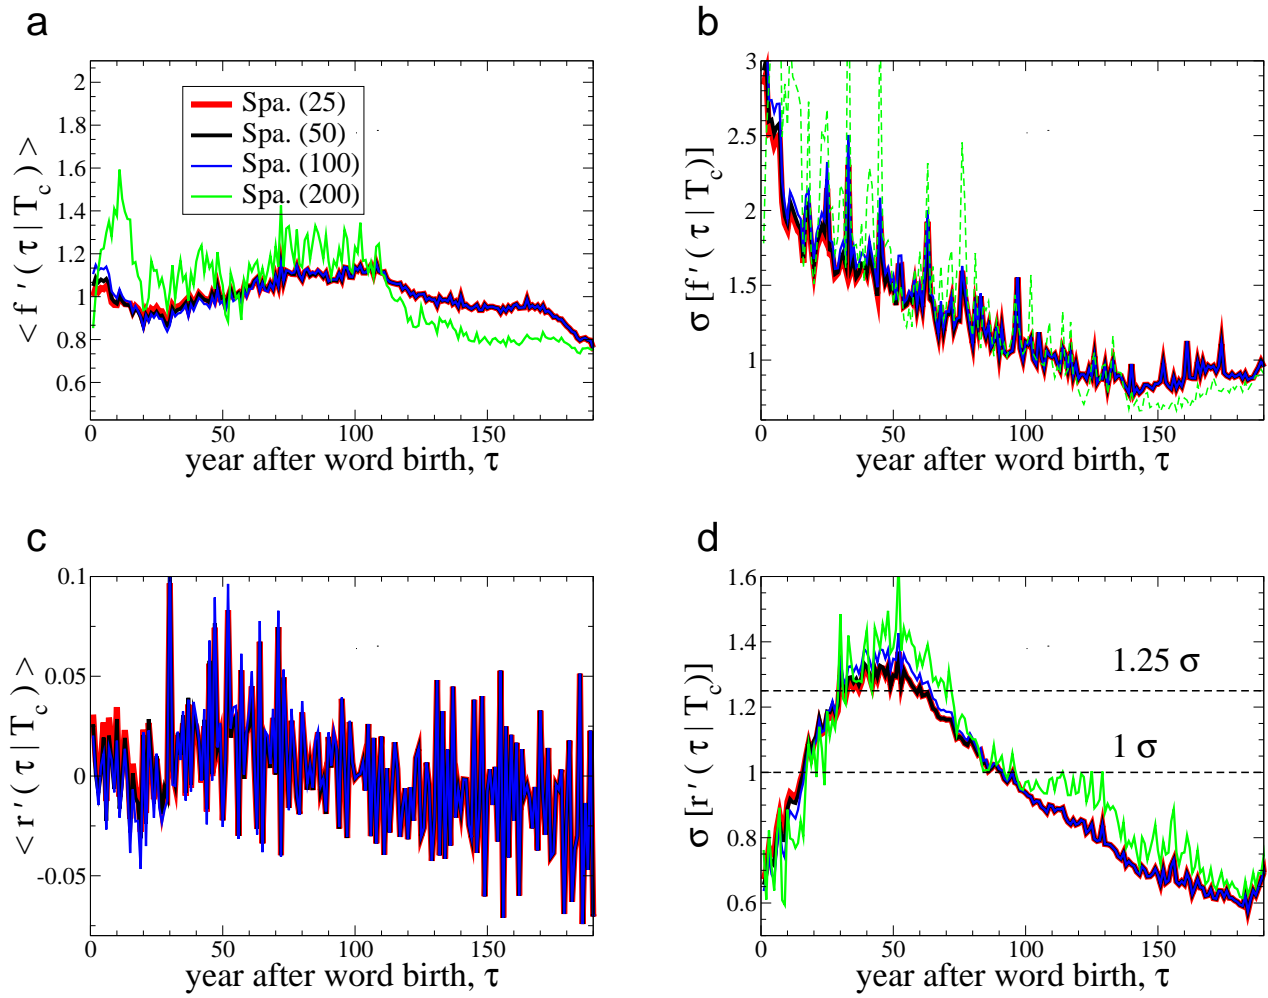 a
< f ' ( τ | T_c ) >
2
1.8
1.6
1.4
1.2
1
0.8
0.6
Spa. (25)
Spa. (50)
Spa. (100)
Spa. (200)
0 50 100 150
year after word birth, τ
b
σ [f ' ( τ | T_c )]
3
2.5
2
1.5
1
0 50 100 150
year after word birth, τ
c
< r ' ( τ | T_c ) >
0.1
0.05
0
-0.05
0 50 100 150
year after word birth, τ
d
σ [r ' ( τ | T_c )]
1.6
1.4
1.2
1
0.8
0.6
1.25 σ
1 σ
0 50 100 150
year after word birth, τ